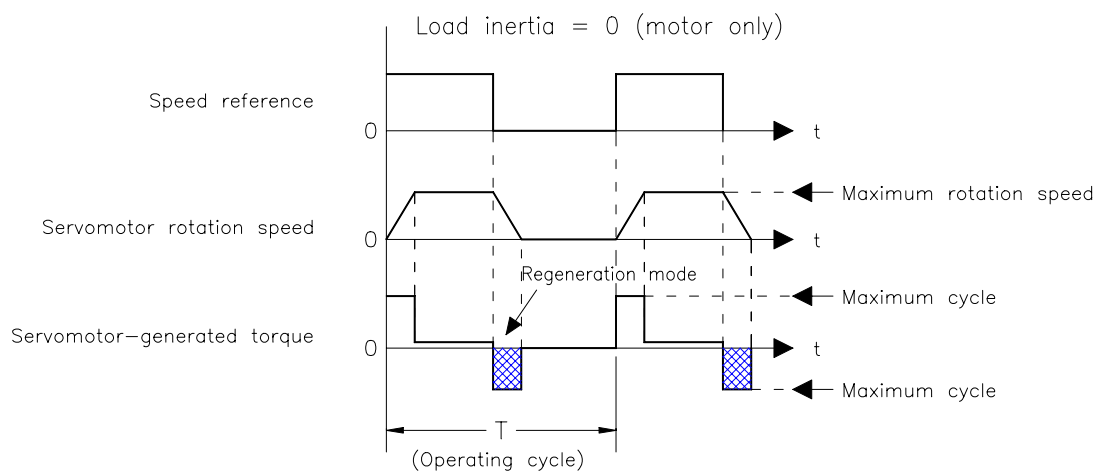 Load inertia = 0 (motor only)
Speed reference
0
t
Maximum rotation speed
Servomotor rotation speed
0
t
Regeneration mode
Maximum cycle
Servomotor-generated torque
0
t
Maximum cycle
T
(Operating cycle)